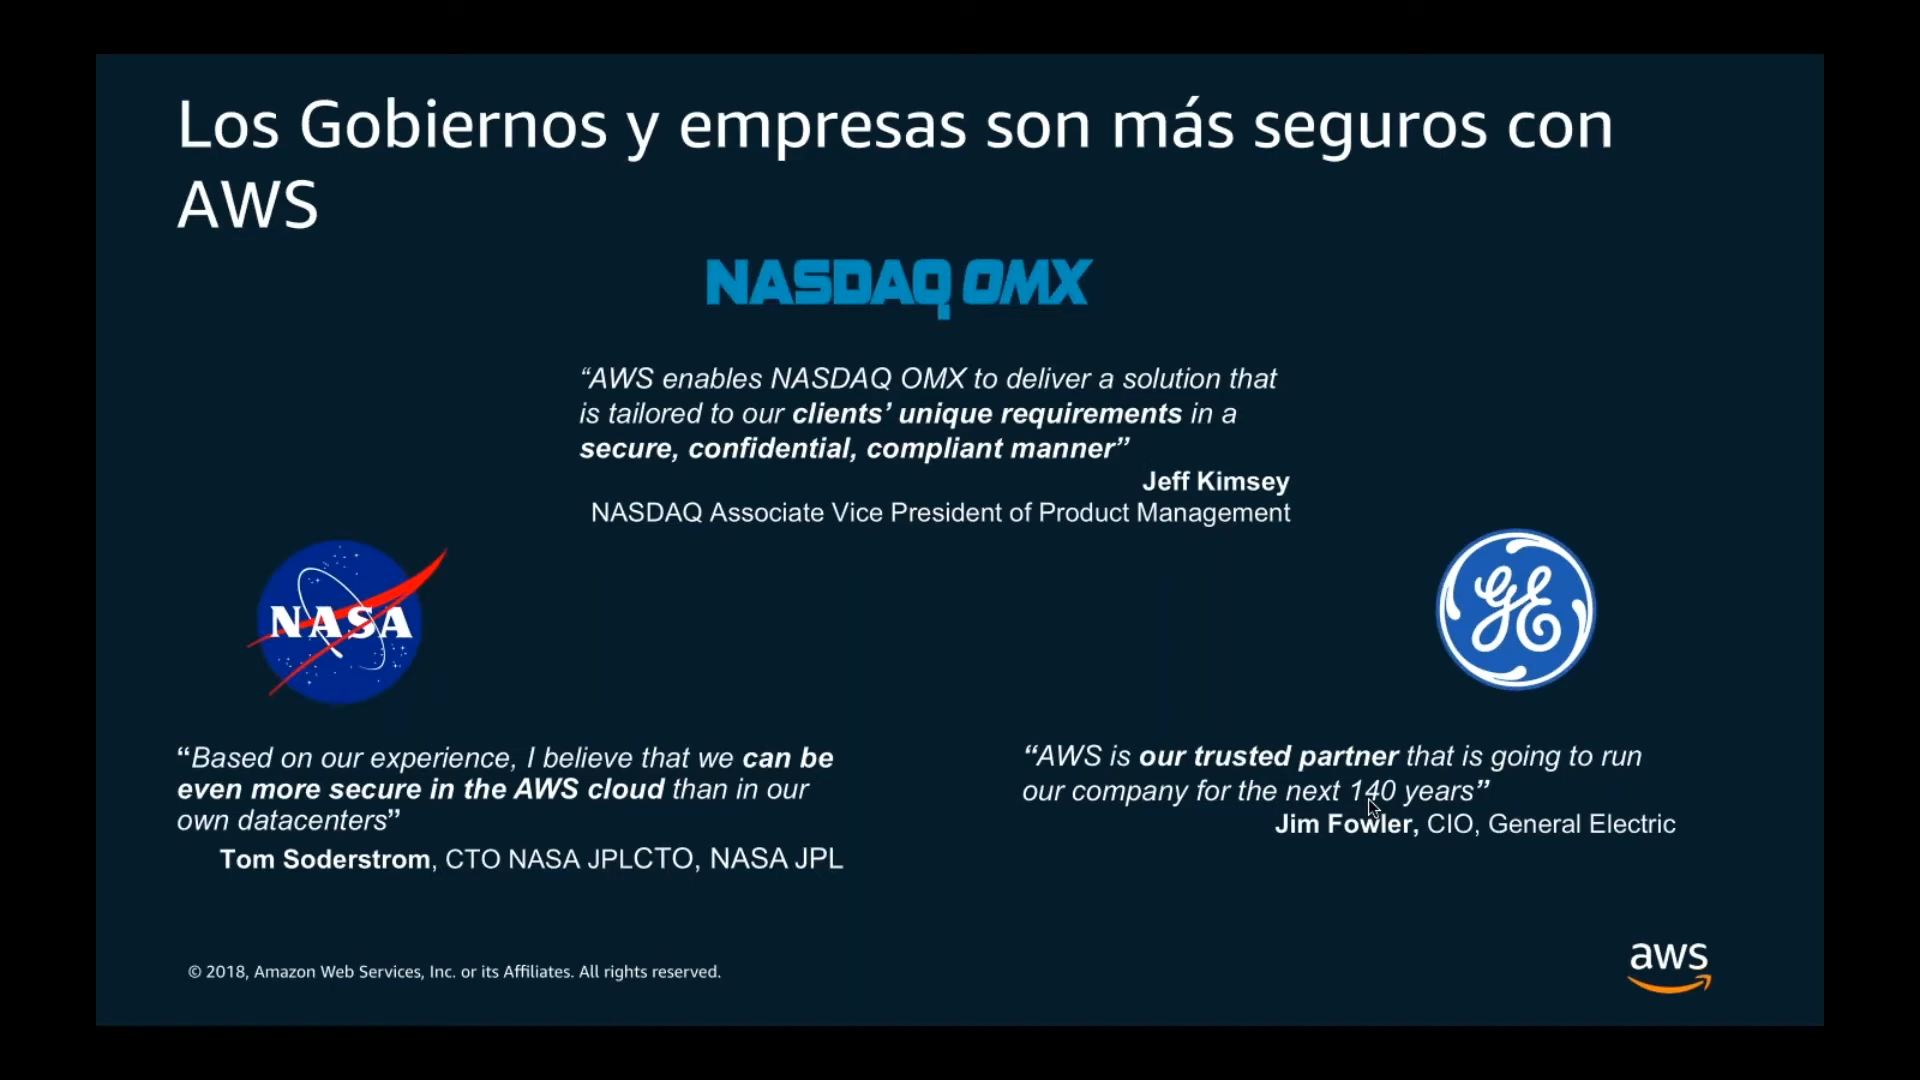 Los Gobiernos y empresas son más seguros con
AWS
NASDAQ OMX
“AWS enables NASDAQ OMX to deliver a solution that
is tailored to our clients’ unique requirements in a
secure, confidential, compliant manner”
Jeff Kimsey
NASDAQ Associate Vice President of Product Management
NASA
GE
“Based on our experience, I believe that we can be
even more secure in the AWS cloud than in our
own datacenters”
Tom Soderstrom, CTO NASA JPLCTO, NASA JPL
“AWS is our trusted partner that is going to run
our company for the next 140 years”
Jim Fowler, CIO, General Electric
© 2018, Amazon Web Services, Inc. or its Affiliates. All rights reserved.
aws